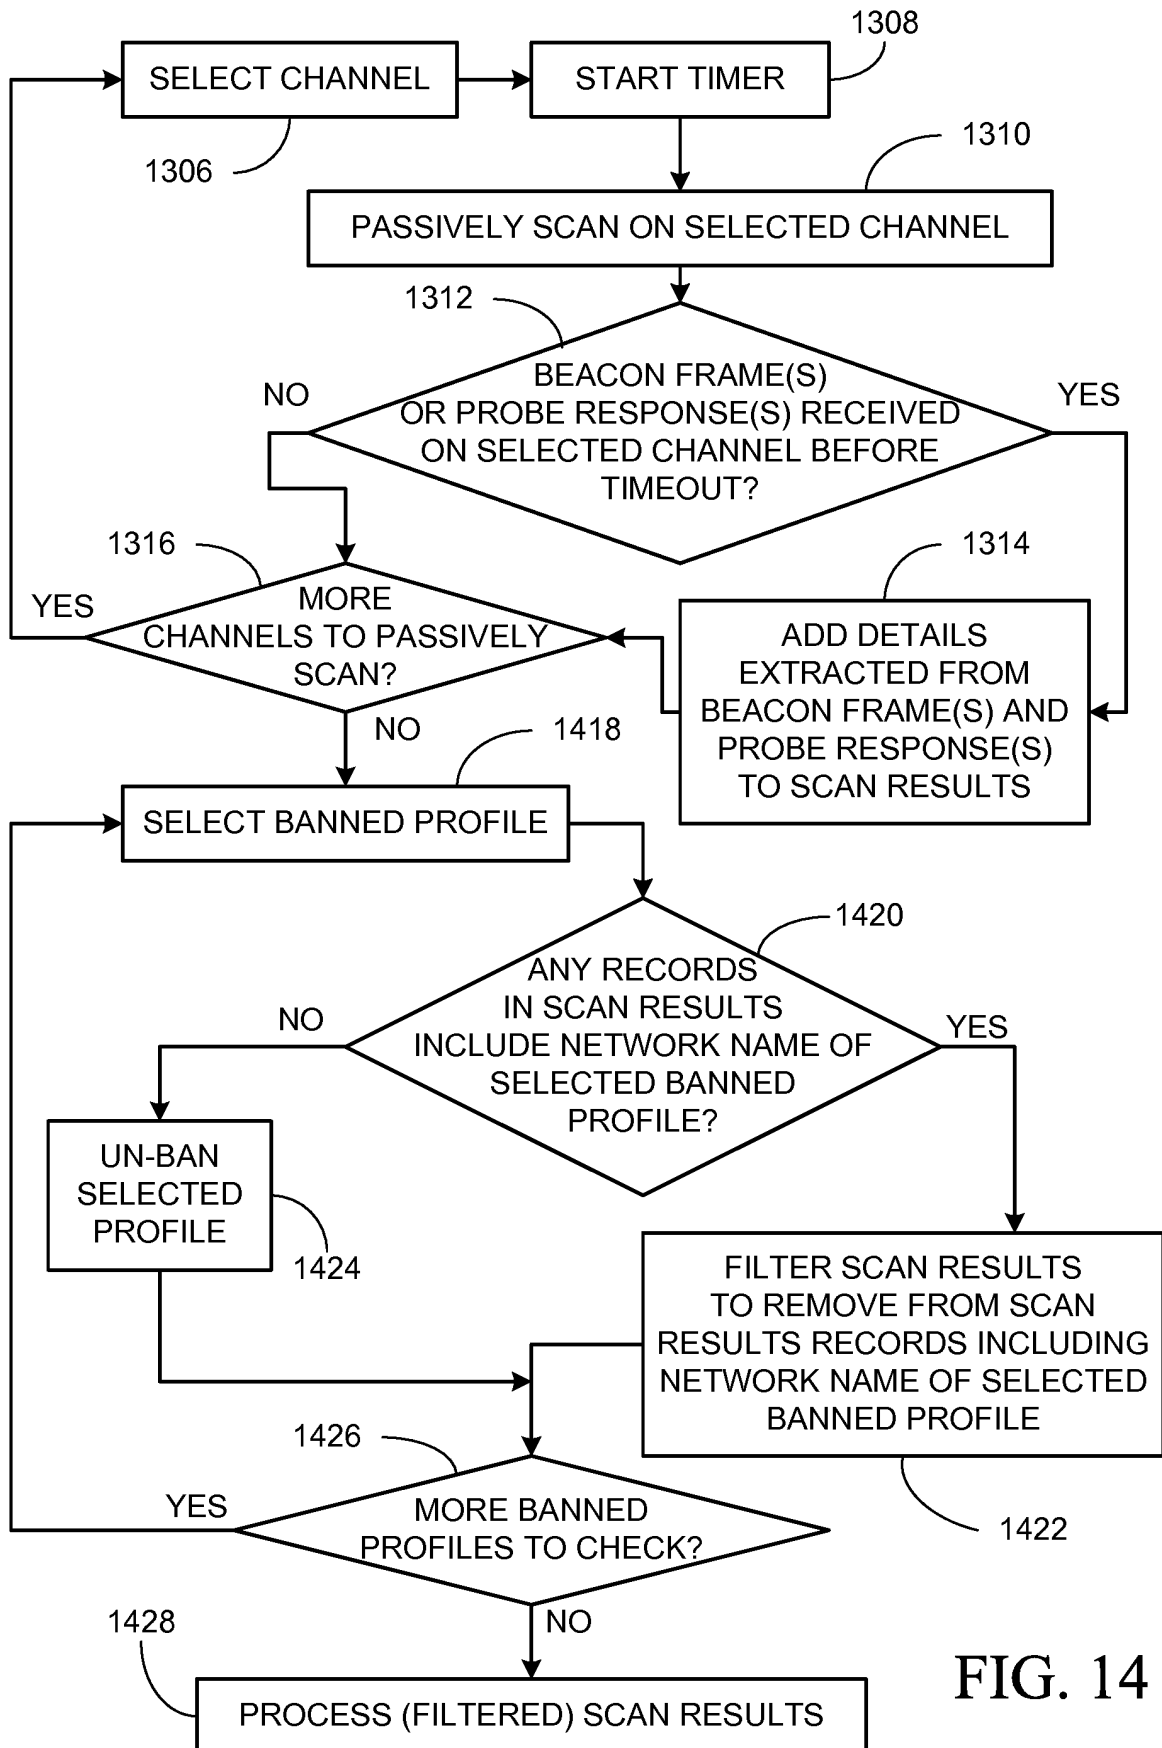 1308
SELECT CHANNEL
START TIMER
1306
1310
PASSIVELY SCAN ON SELECTED CHANNEL
1312
NO
BEACON FRAME(S)
OR PROBE RESPONSE(S) RECEIVED
ON SELECTED CHANNEL BEFORE
TIMEOUT?
YES
1316
1314
YES
MORE
CHANNELS TO PASSIVELY
SCAN?
ADD DETAILS
EXTRACTED FROM
BEACON FRAME(S) AND
PROBE RESPONSE(S)
TO SCAN RESULTS
NO
1418
SELECT BANNED PROFILE
1420
NO
ANY RECORDS
IN SCAN RESULTS
INCLUDE NETWORK NAME OF
SELECTED BANNED
PROFILE?
YES
UN-BAN
SELECTED
PROFILE
1424
FILTER SCAN RESULTS
TO REMOVE FROM SCAN
RESULTS RECORDS INCLUDING
NETWORK NAME OF SELECTED
BANNED PROFILE
1426
YES
MORE BANNED
PROFILES TO CHECK?
1422
NO
1428
PROCESS (FILTERED) SCAN RESULTS
FIG. 14